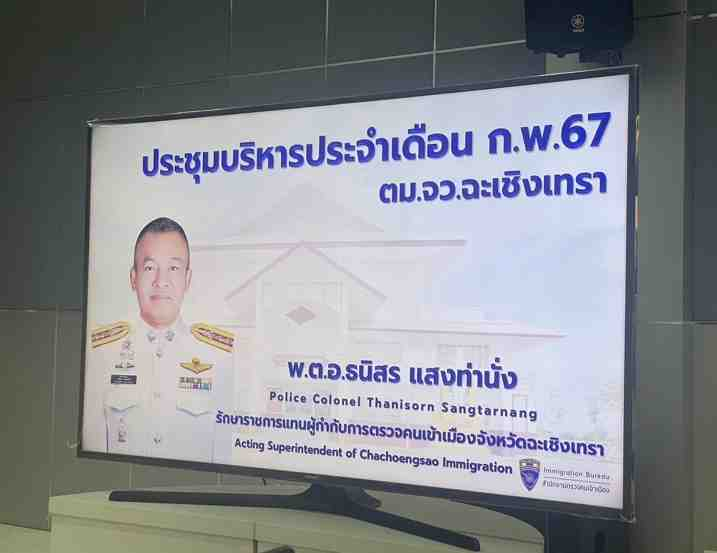 ประชุมบริหารประจำเดือน ก.พ.67
ตม.จว.ฉะเชิงเทรา
พ.ต.อ.ธนิสร แสงท่านั่ง
Police Colonel Thanisorn Sangtarnang
รักษาราชการแทนผู้กำกับการตรวจคนเข้าเมืองจังหวัดฉะเชิงเทรา
Acting Superintendent of Chachoengsao Immigration
Immigration Bureau
สำนักงานตรวจคนเข้าเมือง